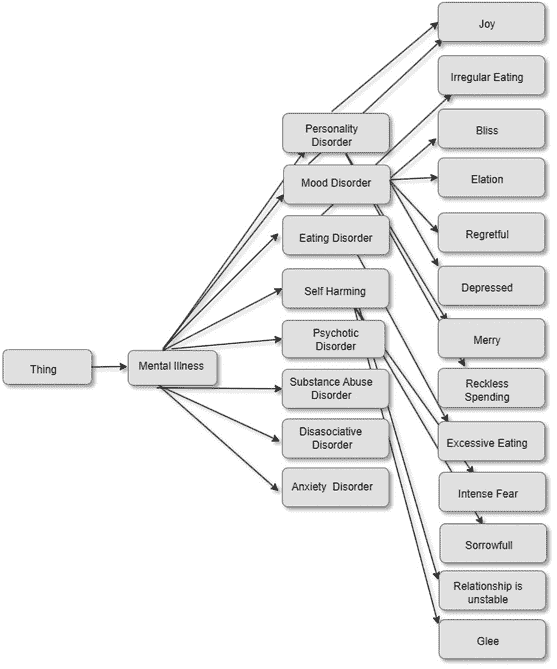 Thing
Mental Illness
Personality
Disorder
Mood Disorder
Eating Disorder
Self Harming
Psychotic
Disorder
Substance Abuse
Disorder
Disasociative
Disorder
Anxiety Disorder
Joy
Irregular Eating
Bliss
Elation
Regretful
Depressed
Merry
Reckless
Spending
Excessive Eating
Intense Fear
Sorrowfull
Relationship is
unstable
Glee